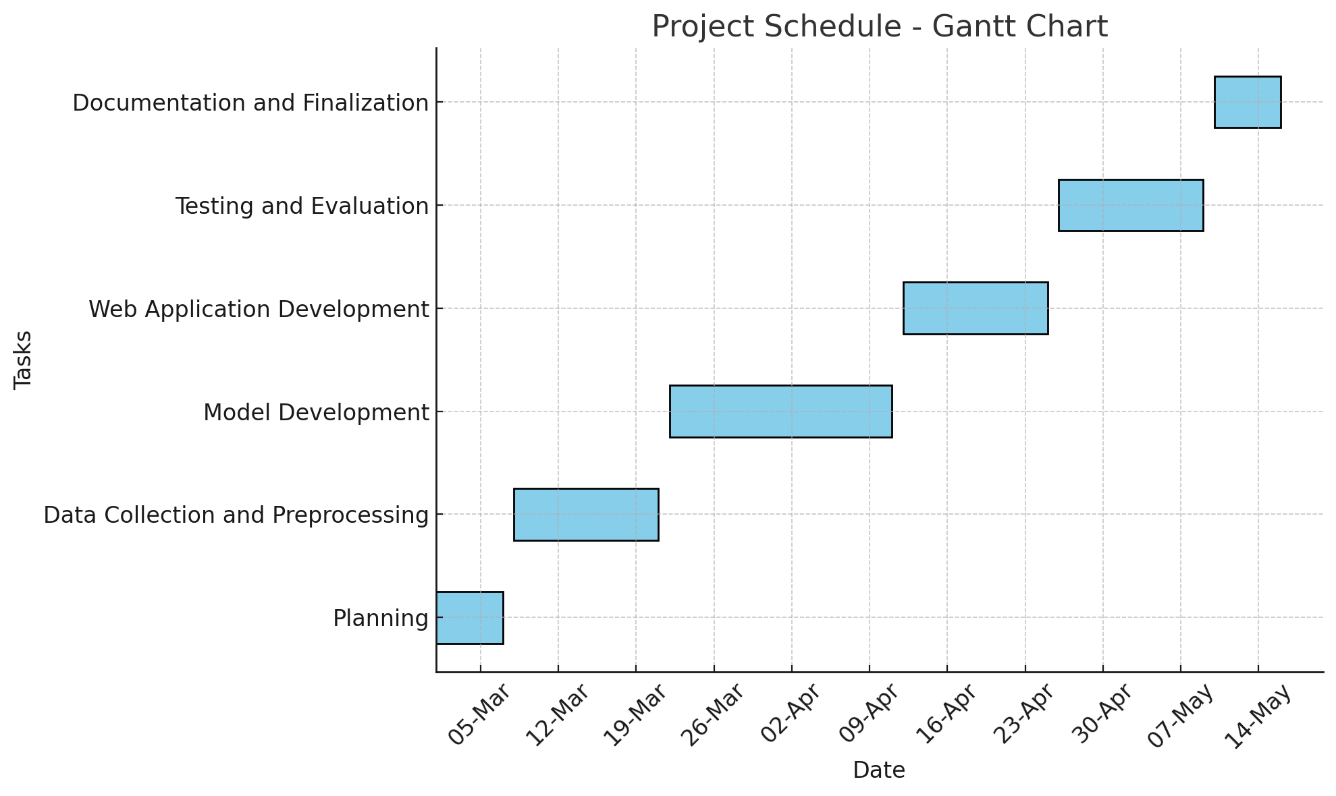 Project Schedule - Gantt Chart
Documentation and Finalization
Testing and Evaluation
Web Application Development
Model Development
Data Collection and Preprocessing
Planning
Tasks
05-Mar
12-Mar
19-Mar
26-Mar
02-Apr
09-Apr
16-Apr
23-Apr
30-Apr
07-May
14-May
Date